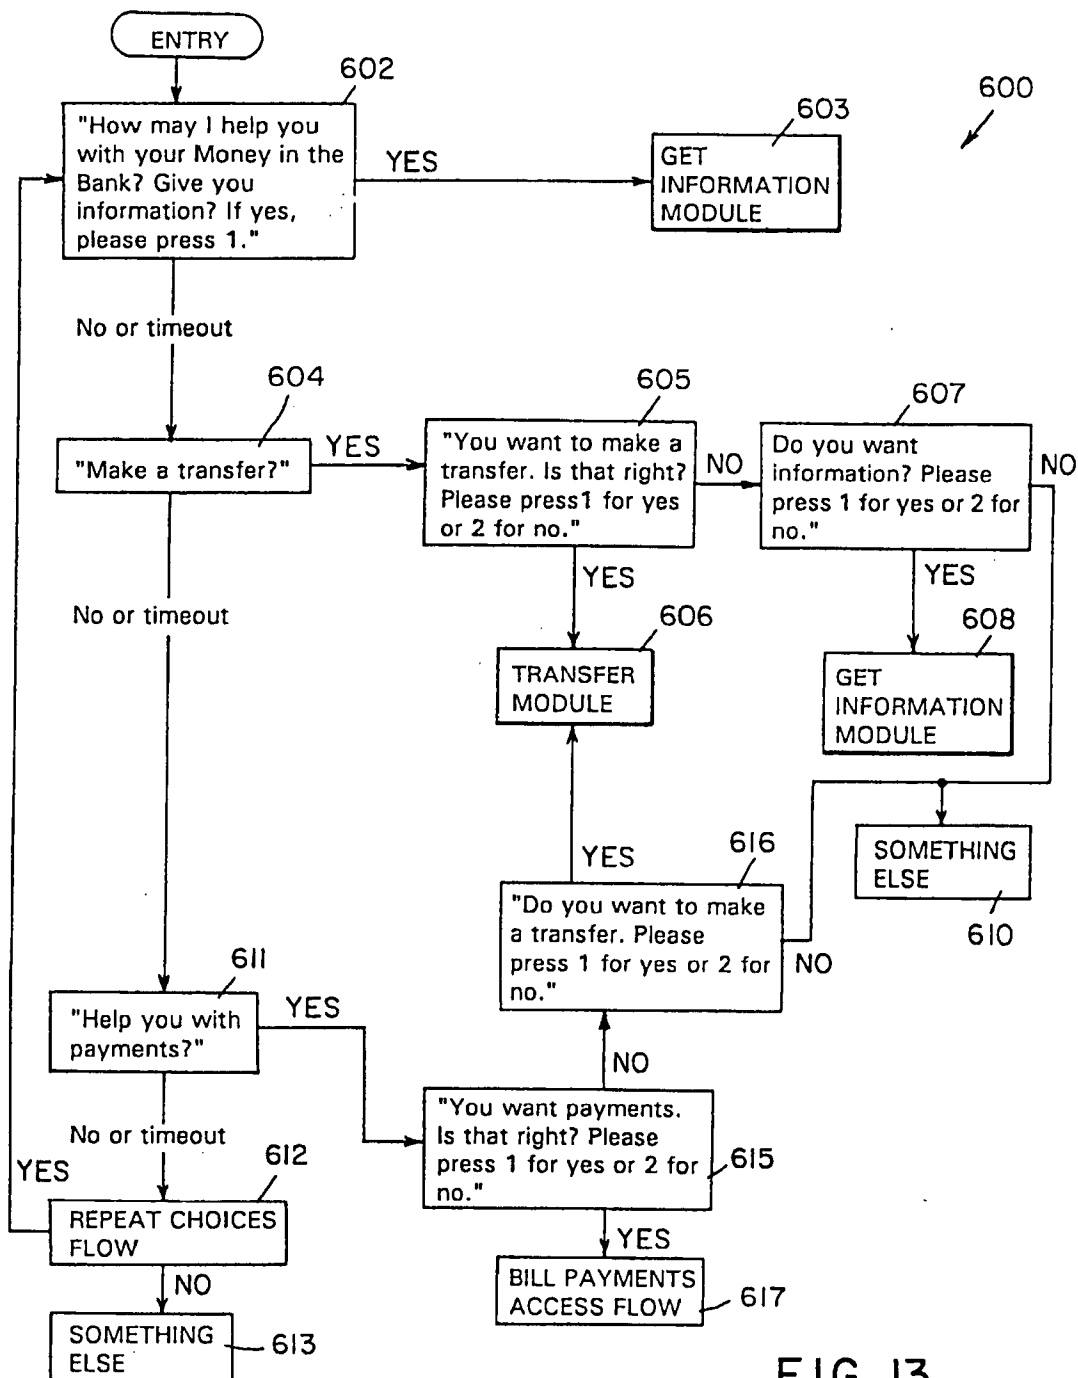 ENTRY
602
"How may I help you
with your Money in the
Bank? Give you
information? If yes,
please press 1."
YES
603
GET
INFORMATION
MODULE
600
No or timeout
604
"Make a transfer?"
YES
605
"You want to make a
transfer. Is that right?
Please press1 for yes
or 2 for no."
NO
607
Do you want
information? Please
press 1 for yes or 2 for
no."
NO
YES
606
TRANSFER
MODULE
YES
608
GET
INFORMATION
MODULE
No or timeout
SOMETHING
ELSE
610
YES
616
"Do you want to make
a transfer. Please
press 1 for yes or 2 for
no."
NO
611
"Help you with
payments?"
YES
NO
"You want payments.
Is that right? Please
press 1 for yes or 2 for
no."
615
No or timeout
YES
612
REPEAT CHOICES
FLOW
YES
BILL PAYMENTS
ACCESS FLOW
617
NO
SOMETHING
ELSE
613
FIG. 13